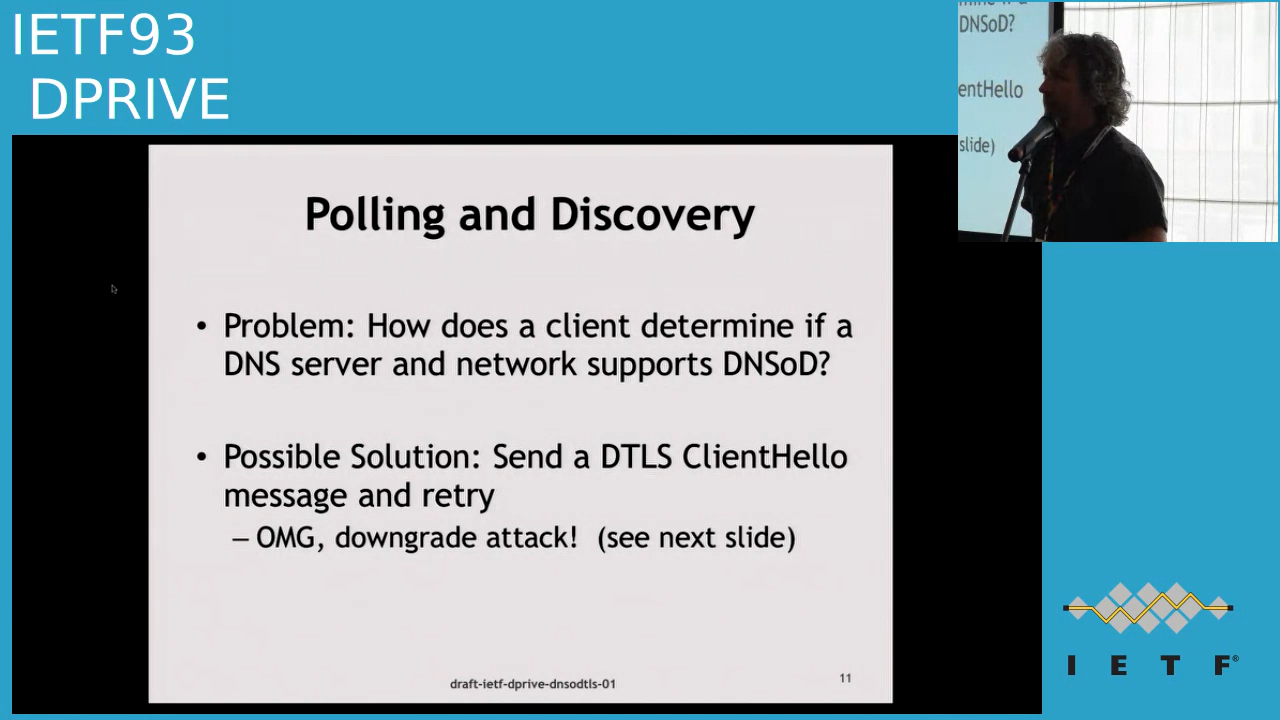 IETF93
DPRIVE
DNSoD?
entHello
slide)
Polling and Discovery
• Problem: How does a client determine if a
DNS server and network supports DNSoD?
• Possible Solution: Send a DTLS ClientHello
message and retry
– OMG, downgrade attack! (see next slide)
draft-ietf-dprive-dnsodtls-01
11
I E T F®